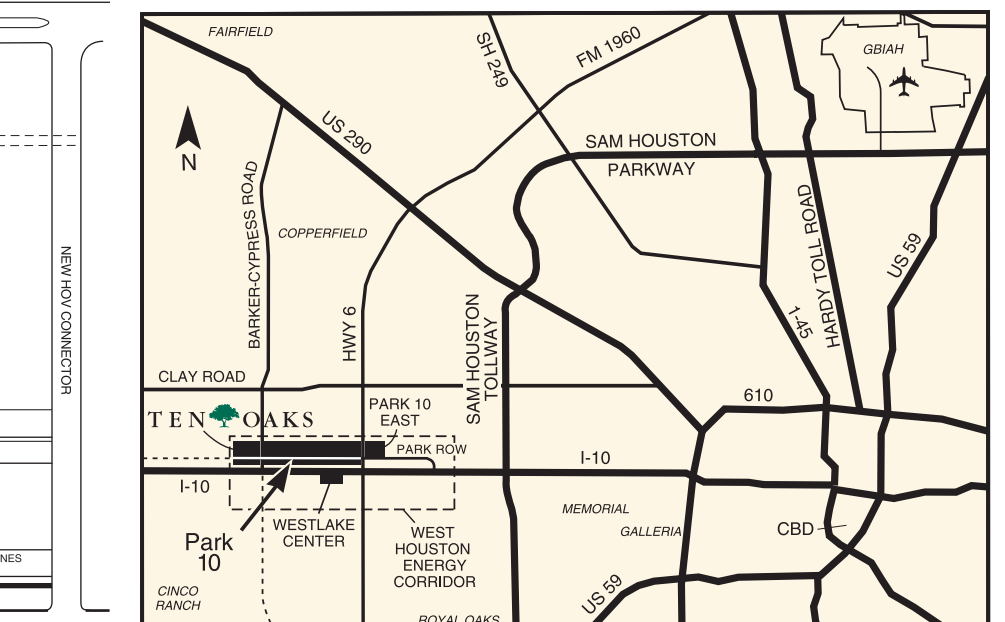 NEW HOV CONNECTOR
NES
FAIRFIELD
SH 249
FM 1960
GBIAH
N
US 290
SAM HOUSTON
PARKWAY
BARKER-CYPRESS ROAD
COPPERFIELD
HARDY TOLL ROAD
US 59
HWY 6
SAM HOUSTON
TOLLWAY
1-45
CLAY ROAD
610
TEN OAKS
PARK 10
EAST
PARK ROW
I-10
I-10
Park
10
WESTLAKE
CENTER
WEST
HOUSTON
ENERGY
CORRIDOR
MEMORIAL
GALLERIA
CBD
CINCO
RANCH
US 59
ROYAL OAKS